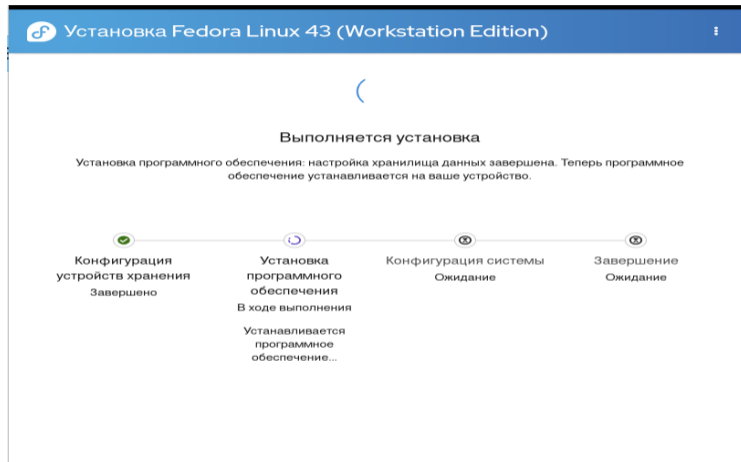 Установка Fedora Linux 43 (Workstation Edition)
Выполняется установка
Установка программного обеспечения: настройка хранилища данных завершена. Теперь программное
обеспечение устанавливается на ваше устройство.
Конфигурация
устройств хранения
Завершено
Установка
программного
обеспечения
В ходе выполнения
Устанавливается
программное
обеспечение...
Конфигурация системы
Ожидание
Завершение
Ожидание